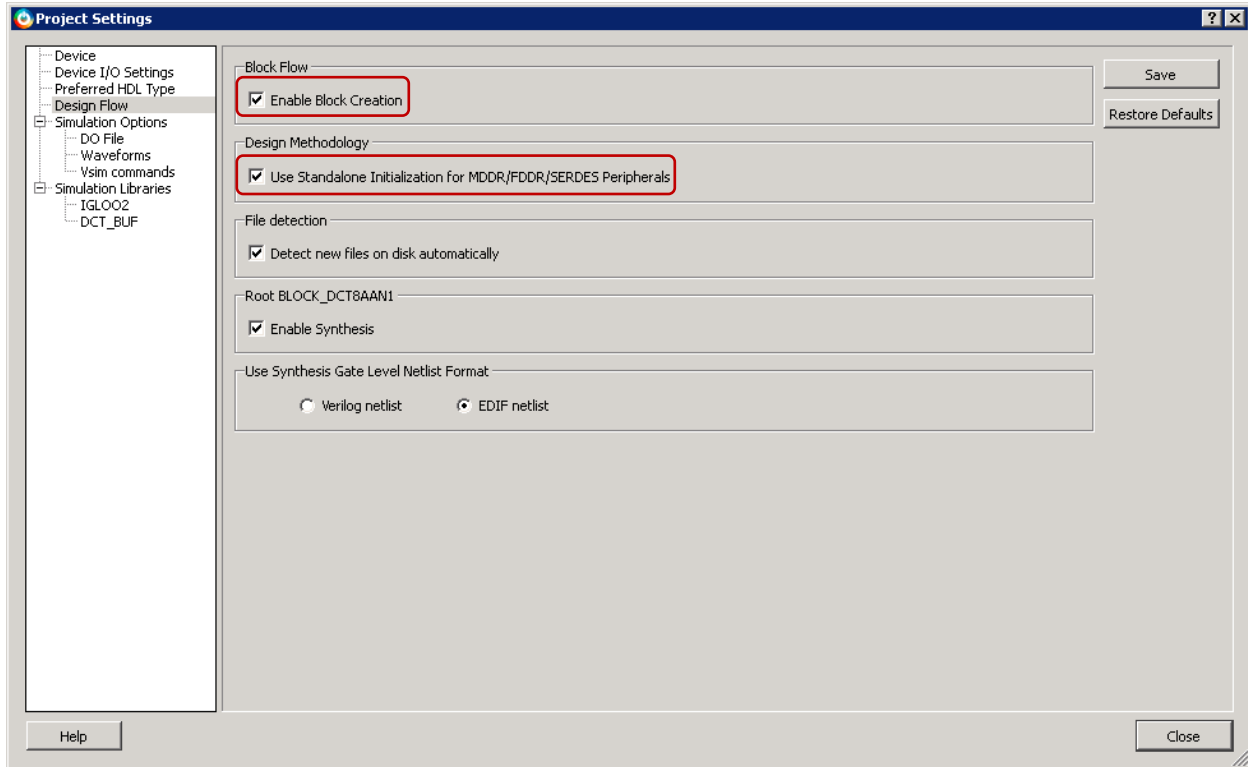 Project Settings
Device
Device I/O Settings
Preferred HDL Type
Design Flow
Simulation Options
DO File
Waveforms
Vsim commands
Simulation Libraries
IGLOO2
DCT_BUF
Block Flow
Enable Block Creation
Design Methodology
Use Standalone Initialization for MDDR/FDDR/SERDES Peripherals
File detection
Detect new files on disk automatically
Root BLOCK_DCT8AAN1
Enable Synthesis
Use Synthesis Gate Level Netlist Format
Verilog netlist
EDIF netlist
Save
Restore Defaults
Help
Close